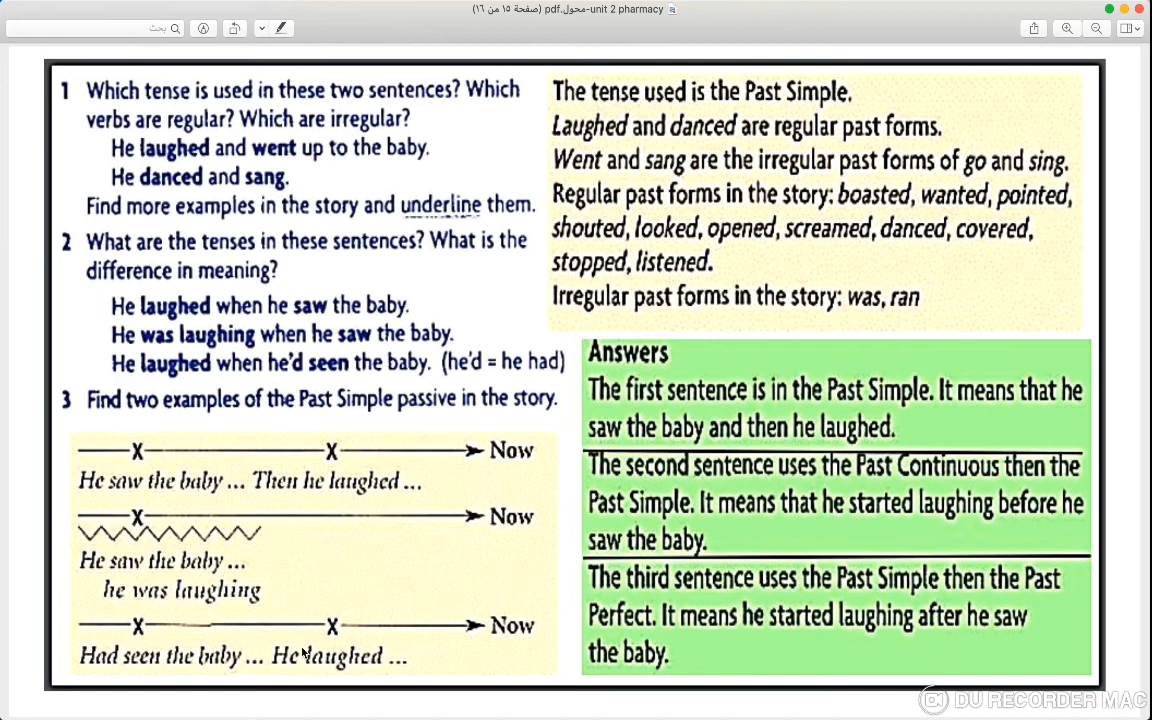 unit 2 pharmacy-محول.pdf (صفحة ١٥ من ١٦)
بحث
1 Which tense is used in these two sentences? Which
verbs are regular? Which are irregular?
He laughed and went up to the baby.
He danced and sang.
Find more examples in the story and underline them.
2 What are the tenses in these sentences? What is the
difference in meaning?
He laughed when he saw the baby.
He was laughing when he saw the baby.
He laughed when he'd seen the baby. (he'd = he had)
3 Find two examples of the Past Simple passive in the story.
X X Now
He saw the baby ... Then he laughed ...
X Now
He saw the baby ...
he was laughing
X X Now
Had seen the baby ... He laughed ...
The tense used is the Past Simple.
Laughed and danced are regular past forms.
Went and sang are the irregular past forms of go and sing.
Regular past forms in the story: boasted, wanted, pointed,
shouted, looked, opened, screamed, danced, covered,
stopped, listened.
Irregular past forms in the story: was, ran
Answers
The first sentence is in the Past Simple. It means that he
saw the baby and then he laughed.
The second sentence uses the Past Continuous then the
Past Simple. It means that he started laughing before he
saw the baby.
The third sentence uses the Past Simple then the Past
Perfect. It means he started laughing after he saw
the baby.
DU RECORDER MAC